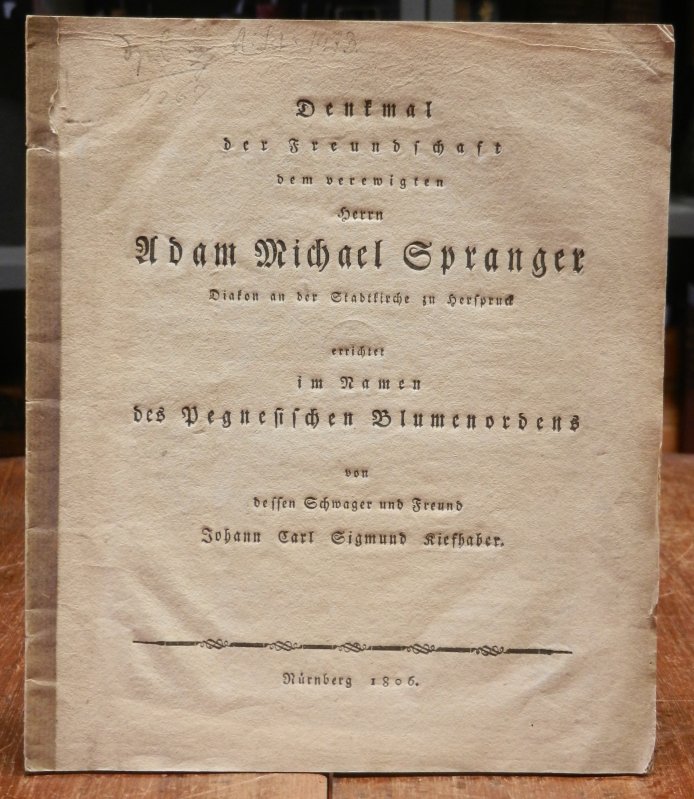 Denkmal
der Freundschaft
dem verewigten
Herrn
Adam Michael Spranger
Diakon an der Stadtkirche zu Herspruck
errichtet
im Namen
des Pegnesischen Blumenordens
von
dessen Schwager und Freund
Johann Carl Sigmund Kiefhaber.
Nürnberg 1806.